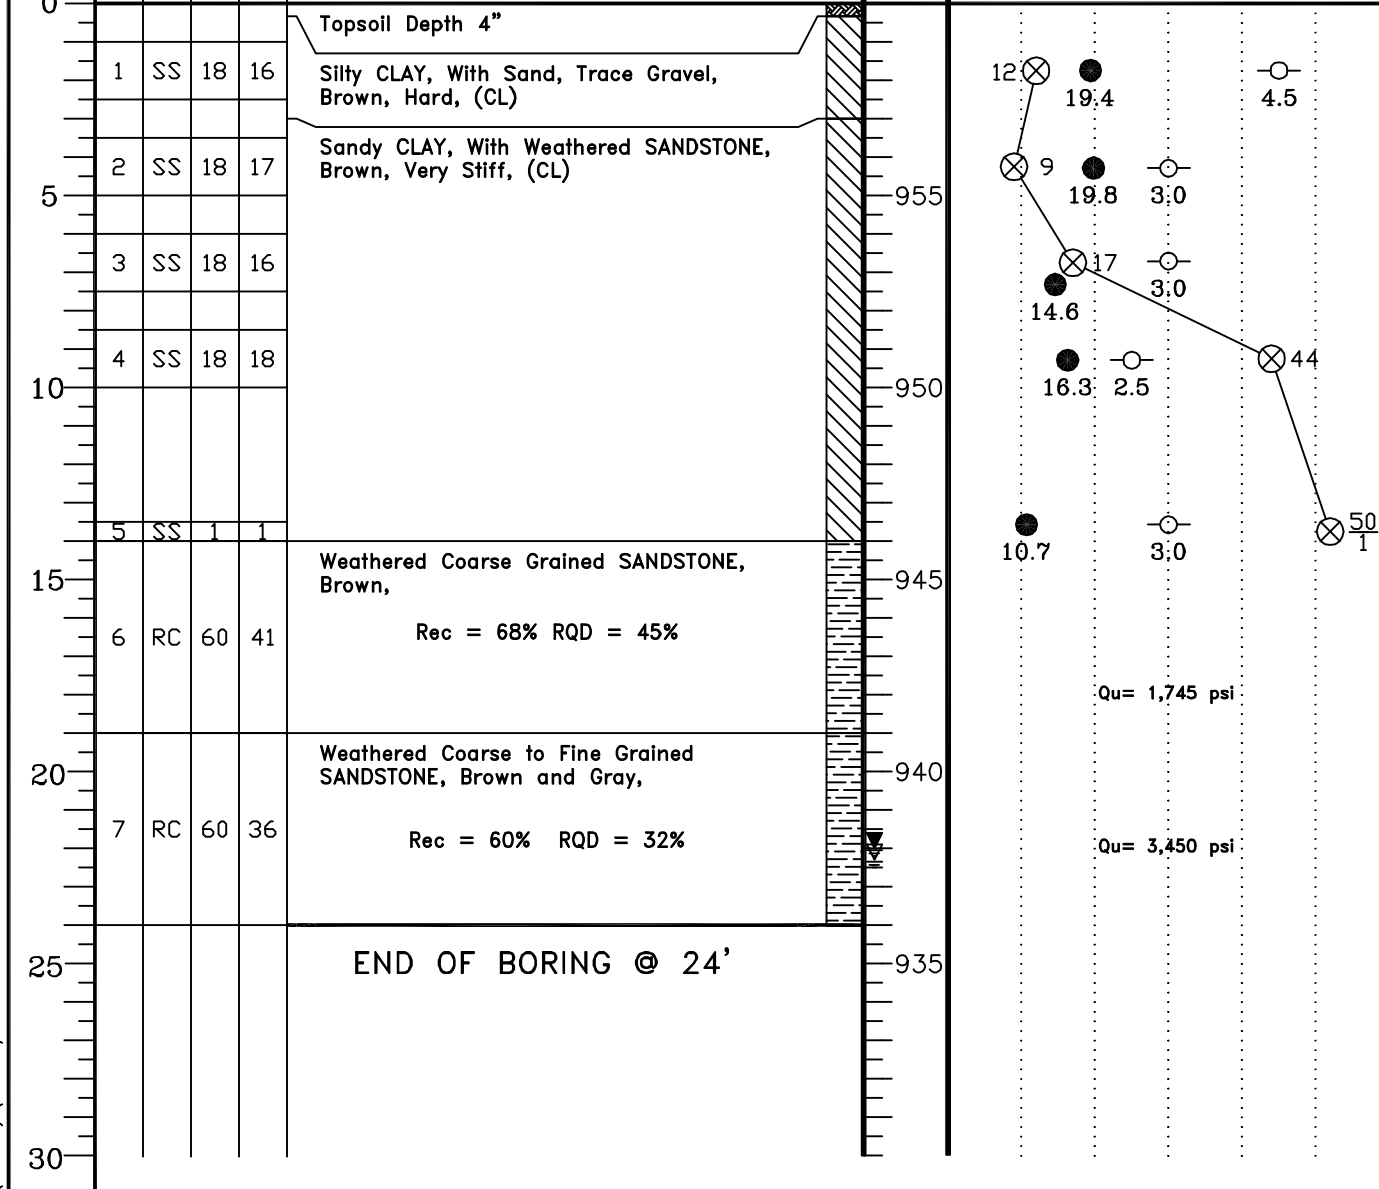 0
Topsoil Depth 4”
1 SS 18 16
Silty CLAY, With Sand, Trace Gravel,
Brown, Hard, (CL)
12 19.4 4.5
Sandy CLAY, With Weathered SANDSTONE,
Brown, Very Stiff, (CL)
2 SS 18 17
9 19.8 3.0
5 955
3 SS 18 16
17 3.0
14.6
4 SS 18 18
44
16.3 2.5
10 950
5 SS 1 1
50
1
10.7 3.0
Weathered Coarse Grained SANDSTONE,
Brown,
15 945
6 RC 60 41
Rec = 68% RQD = 45%
Qu= 1,745 psi
Weathered Coarse to Fine Grained
SANDSTONE, Brown and Gray,
20 940
7 RC 60 36
Rec = 60% RQD = 32%
Qu= 3,450 psi
END OF BORING @ 24’
25 935
30